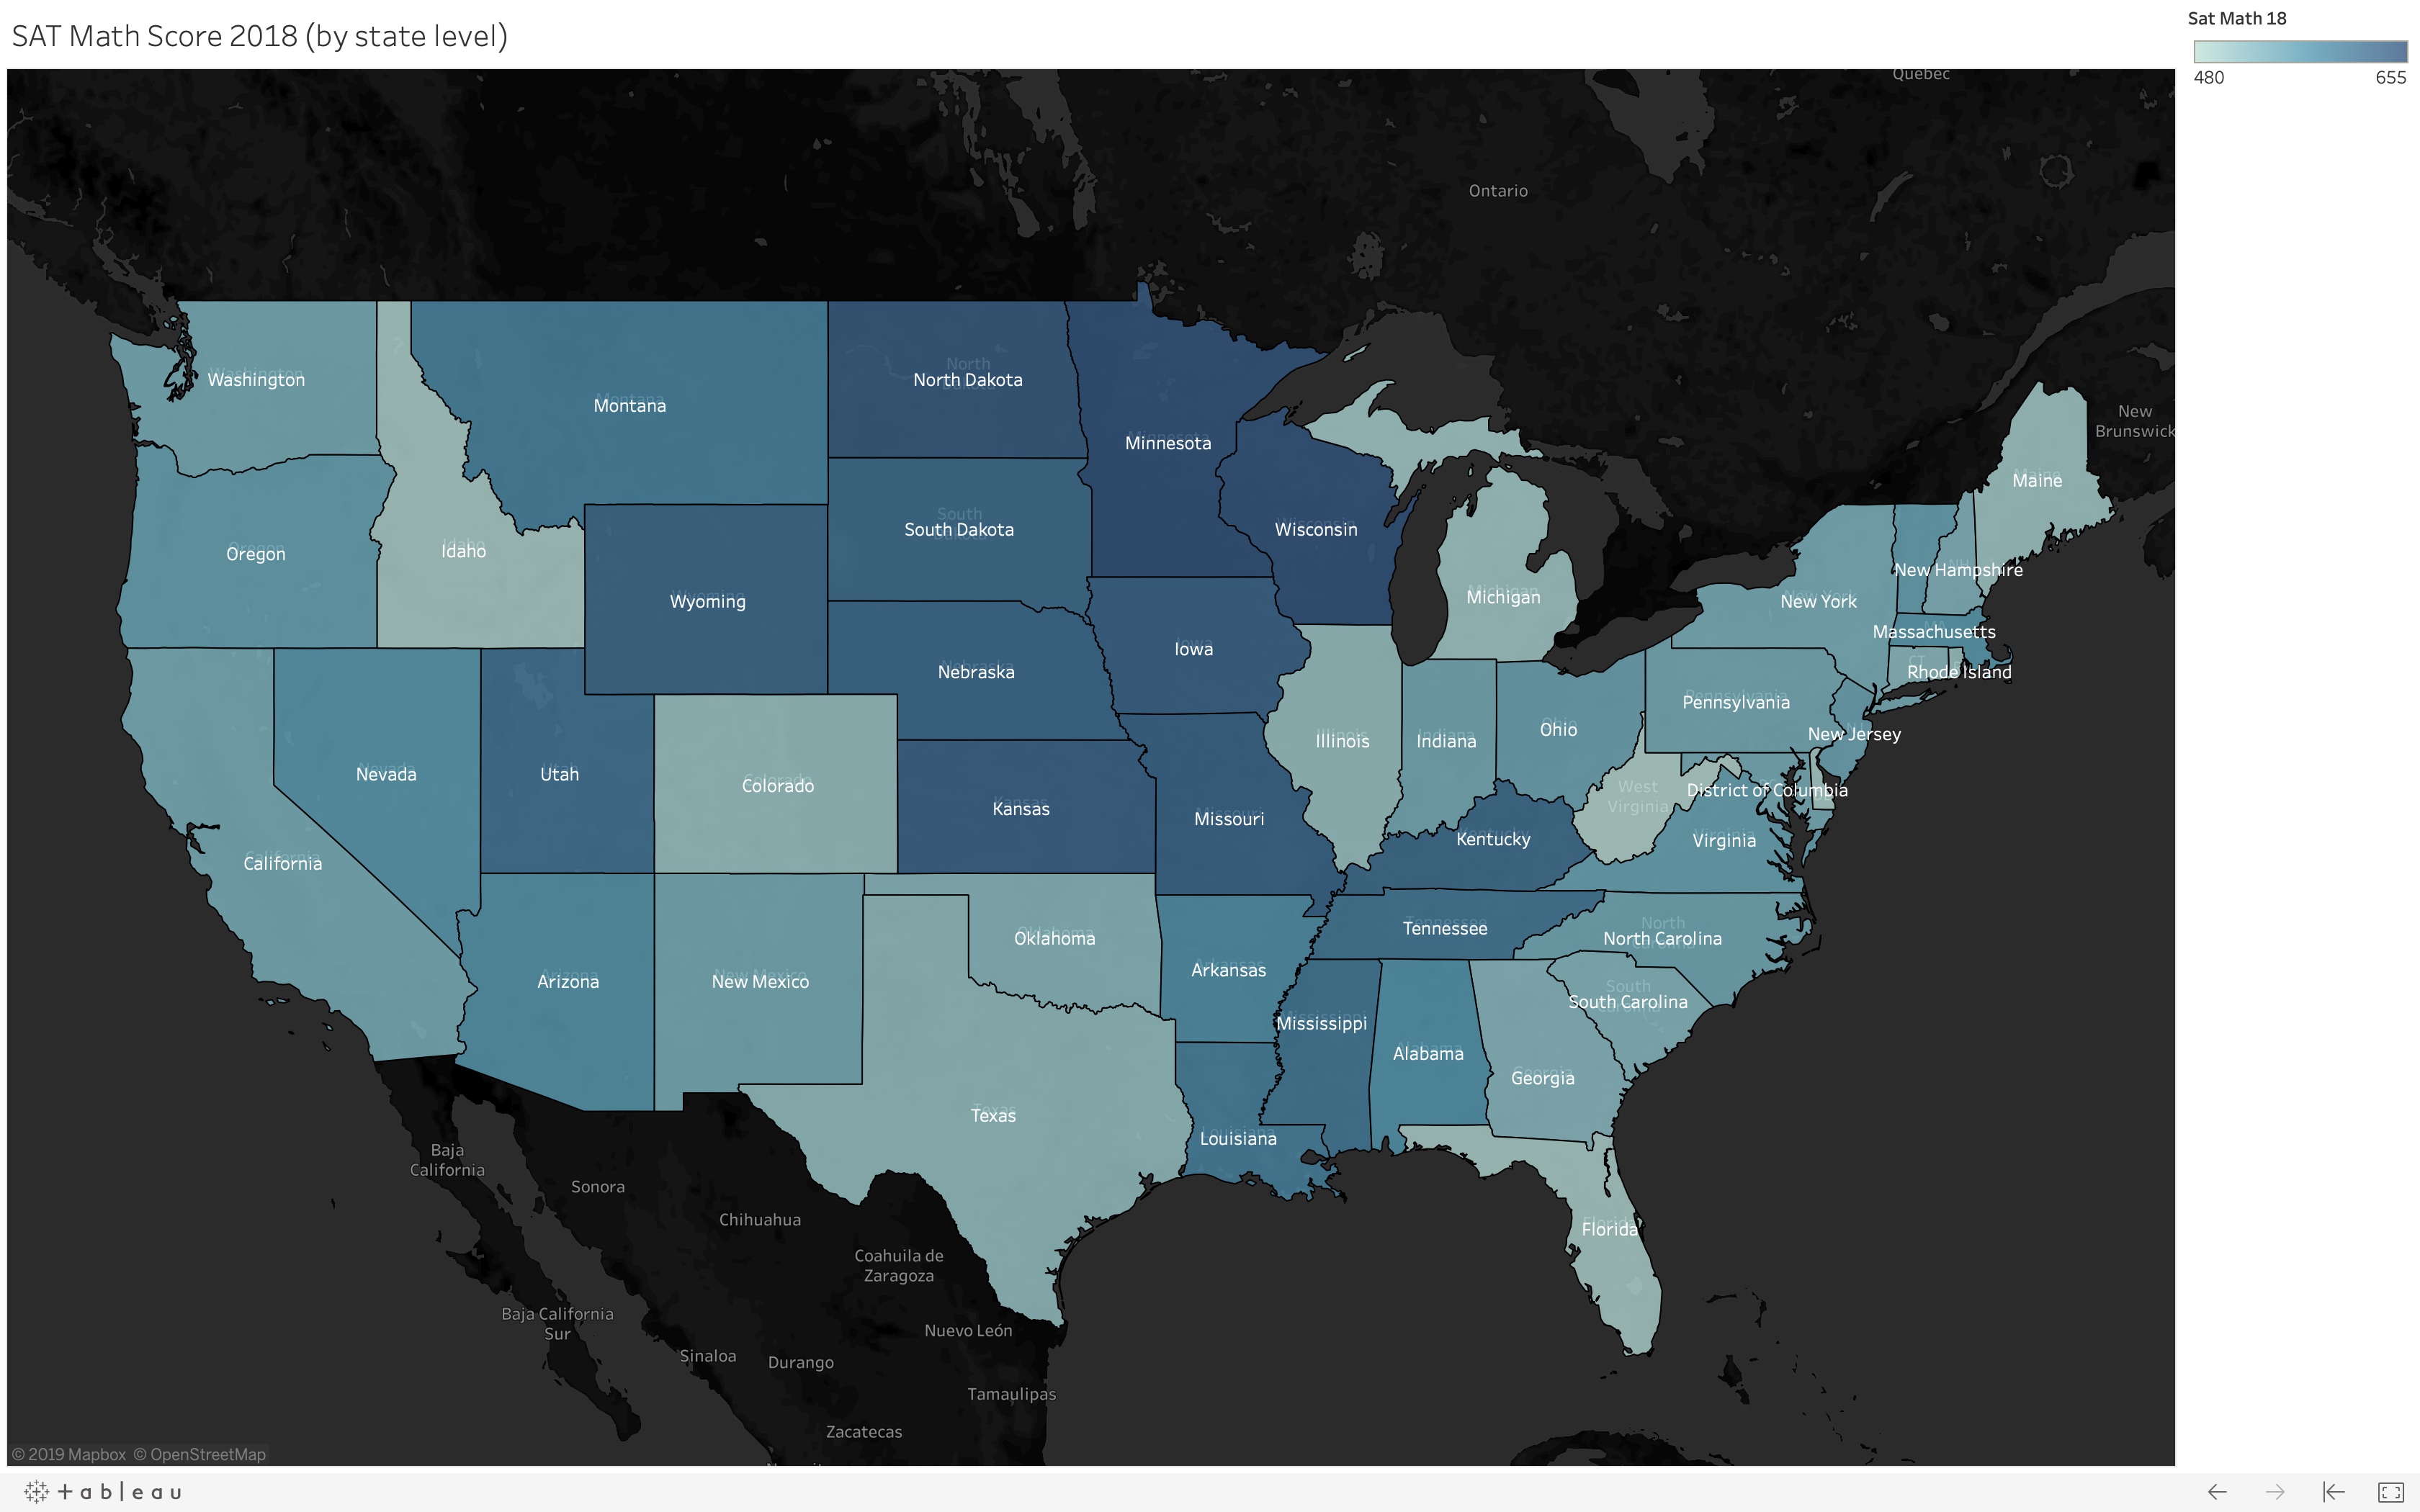 SAT Math Score 2018 (by state level)
Sat Math 18
480
655
Quebec
Ontario
New
Brunswick
Washington
Montana
North Dakota
Minnesota
Maine
Oregon
Idaho
Wyoming
South Dakota
Wisconsin
Michigan
New York
New Hampshire
Massachusetts
Rhode Island
Nebraska
Iowa
Pennsylvania
New Jersey
Nevada
Utah
Colorado
Kansas
Missouri
Illinois
Indiana
Ohio
West
Virginia
District of Columbia
Kentucky
Virginia
California
Arizona
New Mexico
Oklahoma
Arkansas
Tennessee
North Carolina
South Carolina
Mississippi
Alabama
Georgia
Texas
Louisiana
Florida
Baja
California
Sonora
Chihuahua
Coahuila de
Zaragoza
Baja California
Sur
Nuevo León
Sinaloa
Durango
Tamaulipas
Zacatecas
© 2019 Mapbox © OpenStreetMap
+ a b | e a u